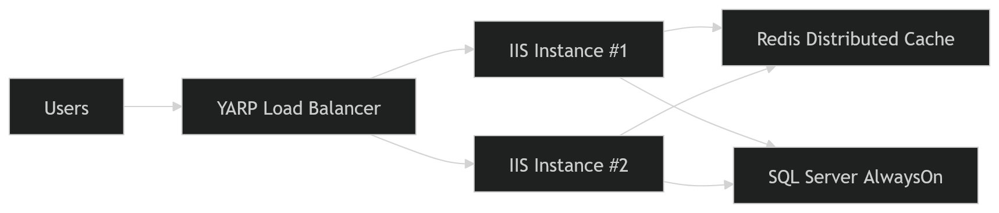 Users
YARP Load Balancer
IIS Instance #1
IIS Instance #2
Redis Distributed Cache
SQL Server AlwaysOn